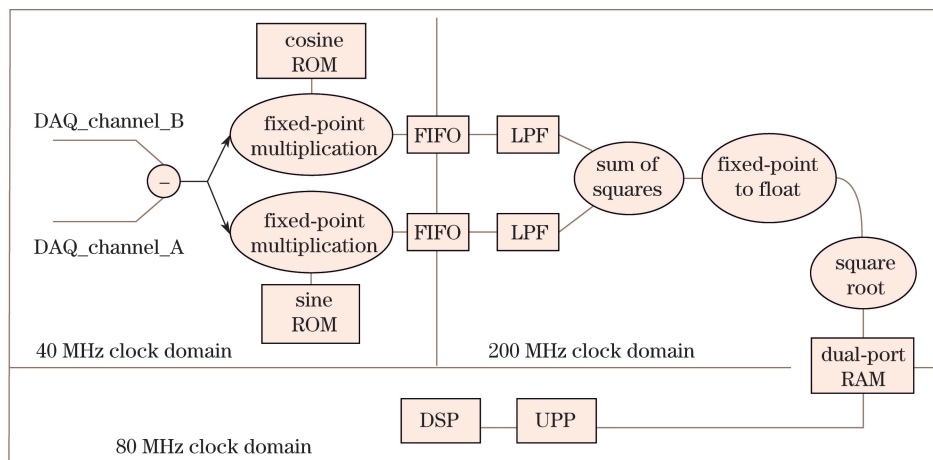 cosine
ROM
DAQ_channel_B
fixed-point
multiplication
FIFO
LPF
−
sum of
squares
fixed-point
to float
fixed-point
multiplication
FIFO
LPF
DAQ_channel_A
square
root
sine
ROM
40 MHz clock domain
200 MHz clock domain
dual-port
RAM
DSP
UPP
80 MHz clock domain